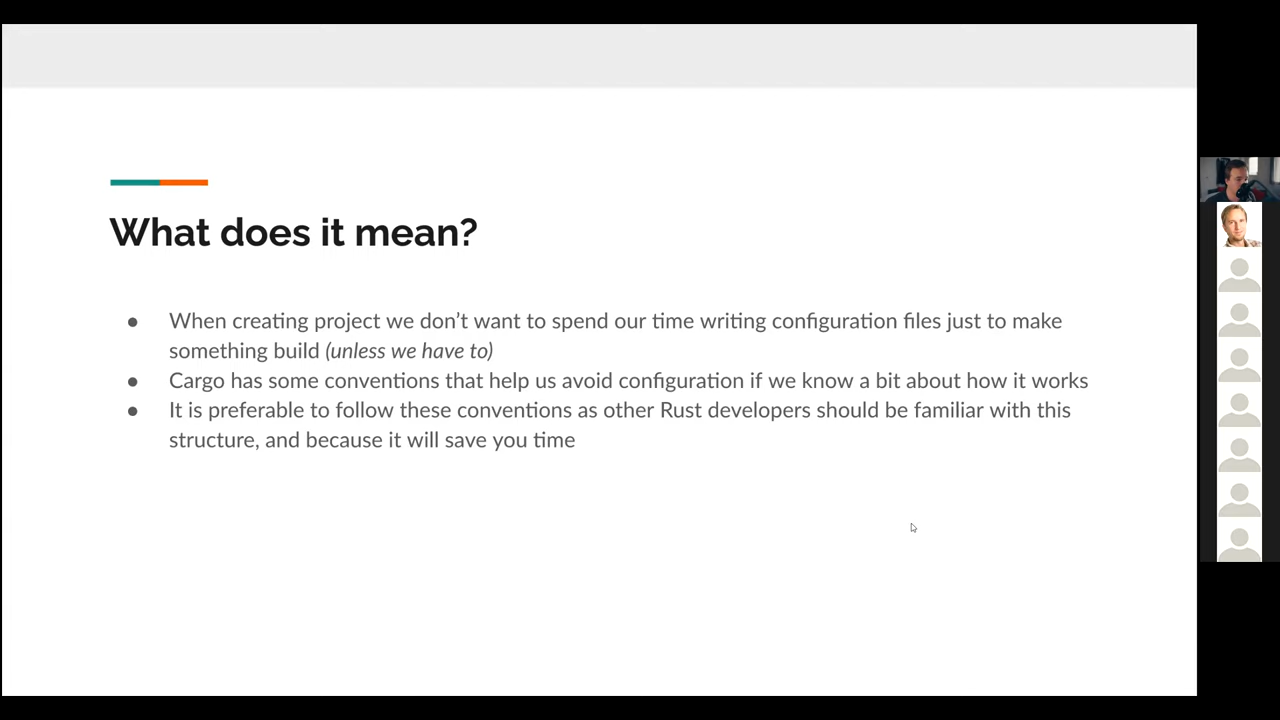 What does it mean?
● When creating project we don’t want to spend our time writing configuration files just to make
something build (unless we have to)
● Cargo has some conventions that help us avoid configuration if we know a bit about how it works
● It is preferable to follow these conventions as other Rust developers should be familiar with this
structure, and because it will save you time